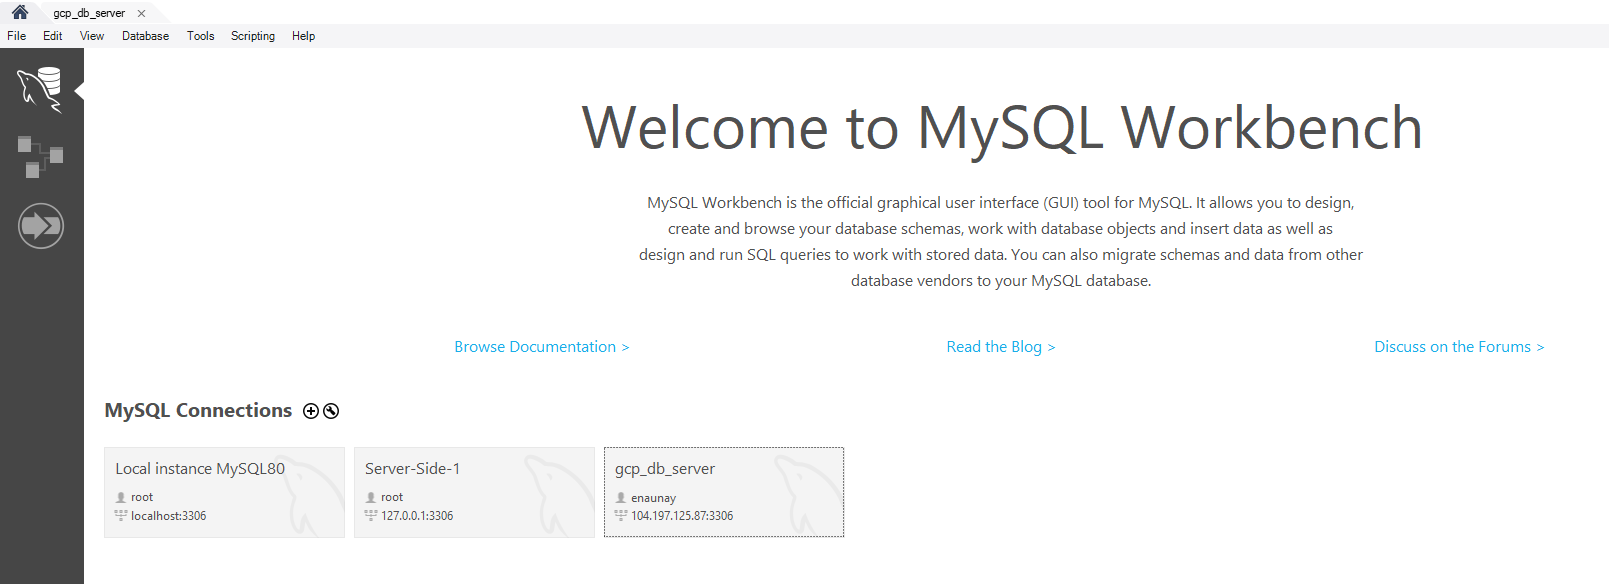 gcp_db_server
File Edit View Database Tools Scripting Help
Welcome to MySQL Workbench
MySQL Workbench is the official graphical user interface (GUI) tool for MySQL. It allows you to design,
create and browse your database schemas, work with database objects and insert data as well as
design and run SQL queries to work with stored data. You can also migrate schemas and data from other
database vendors to your MySQL database.
Browse Documentation > Read the Blog > Discuss on the Forums >
MySQL Connections
Local instance MySQL80
root
localhost:3306
Server-Side-1
root
127.0.0.1:3306
gcp_db_server
enaunay
104.197.125.87:3306